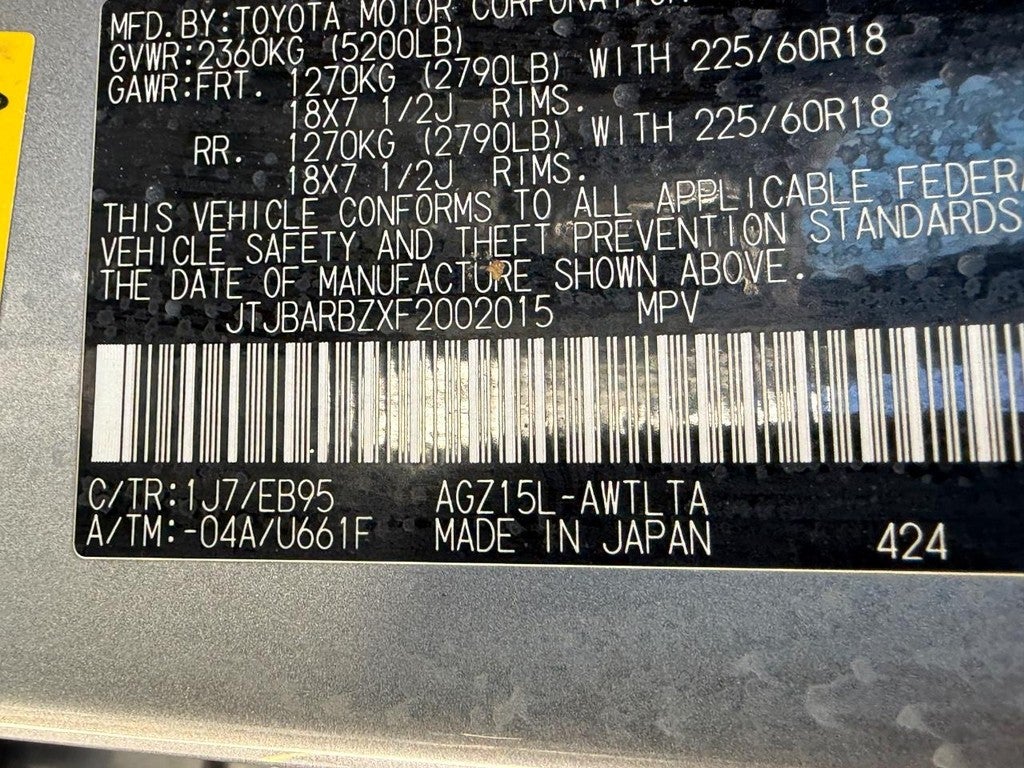 MFD.BY:TOYOTA MOTOR CORPORATION
GVWR:2360KG (5200LB)
GAWR:FRT. 1270KG (2790LB) WITH 225/60R18
18X7 1/2J RIMS.
RR. 1270KG (2790LB) WITH 225/60R18
18X7 1/2J RIMS.
THIS VEHICLE CONFORMS TO ALL APPLICABLE FEDERA
VEHICLE SAFETY AND THEFT PREVENTION STANDARDS
THE DATE OF MANUFACTURE SHOWN ABOVE.
JTJBARBZXF2002015 MPV
C/TR:1J7/EB95 AGZ15L-AWTLTA
A/TM:-04A/U661F MADE IN JAPAN 424